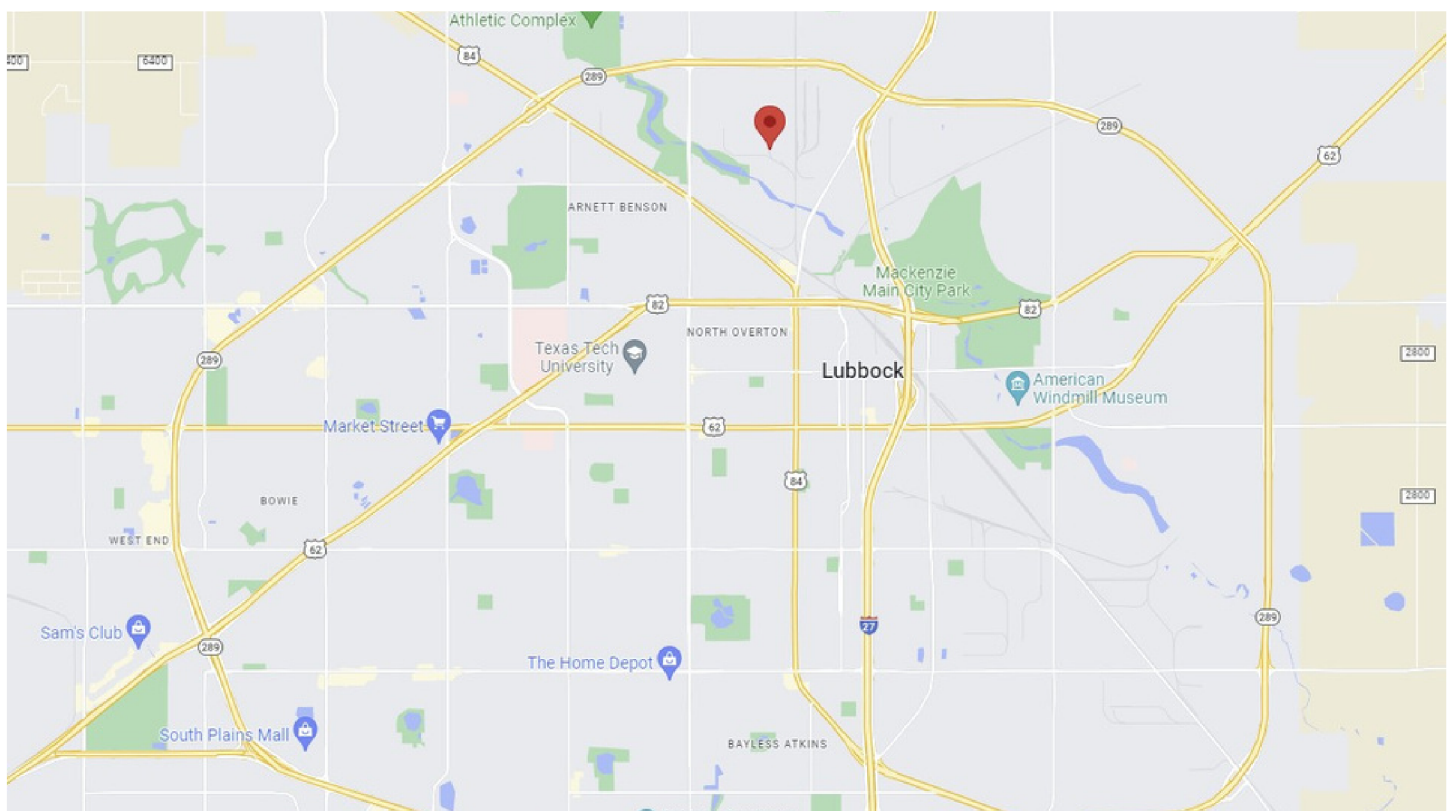 Athletic Complex
84
400
6400
289
289
62
ARNETT BENSON
Mackenzie
Main City Park
82
82
NORTH OVERTON
Texas Tech
University
289
2800
Lubbock
American
Windmill Museum
Market Street
62
84
BOWIE
2800
WEST END
62
289
27
Sam's Club
289
The Home Depot
South Plains Mall
BAYLESS ATKINS